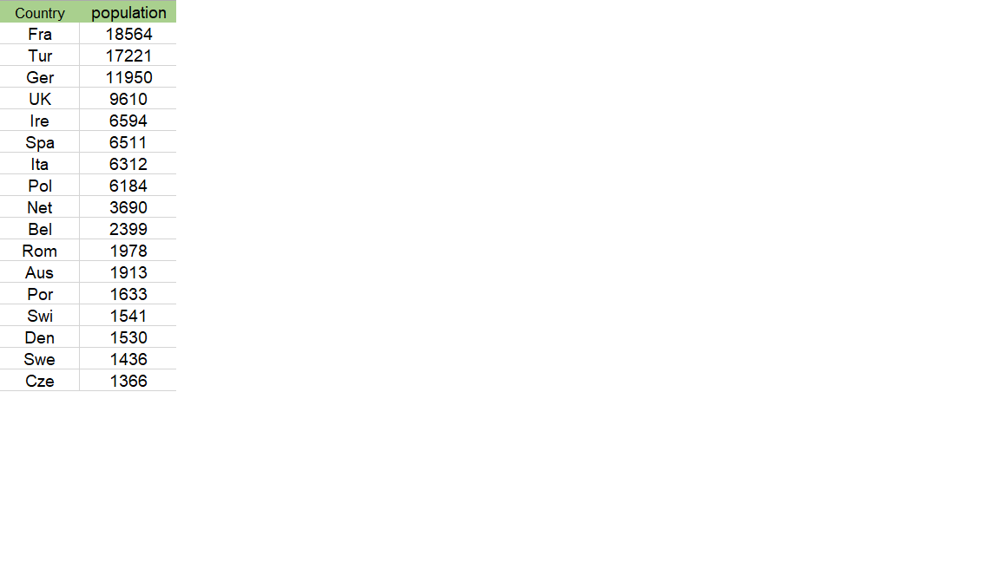 Country population
Fra 18564
Tur 17221
Ger 11950
UK 9610
Ire 6594
Spa 6511
Ita 6312
Pol 6184
Net 3690
Bel 2399
Rom 1978
Aus 1913
Por 1633
Swi 1541
Den 1530
Swe 1436
Cze 1366